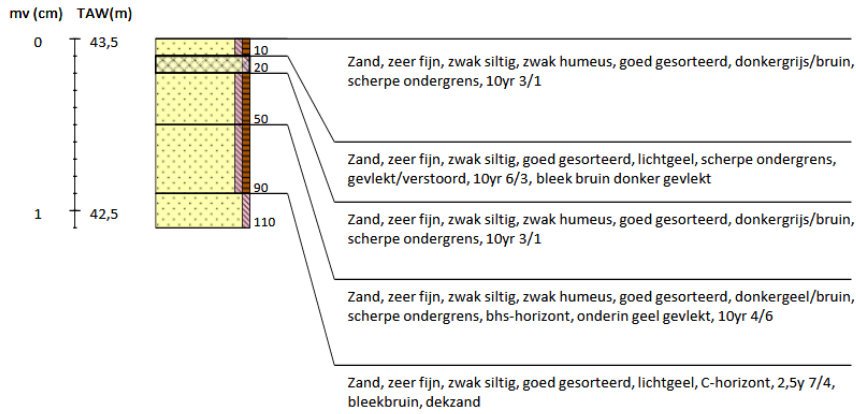 mv (cm) TAW(m)
0 43,5
10
Zand, zeer fijn, zwak siltig, zwak humeus, goed gesorteerd, donkergrijs/bruin,
scherpe ondergrens, 10yr 3/1
20
50
Zand, zeer fijn, zwak siltig, goed gesorteerd, lichtgeel, scherpe ondergrens,
gevlekt/verstoord, 10yr 6/3, bleek bruin donker gevlekt
90
1 42,5
110
Zand, zeer fijn, zwak siltig, zwak humeus, goed gesorteerd, donkergrijs/bruin,
scherpe ondergrens, 10yr 3/1
Zand, zeer fijn, zwak siltig, zwak humeus, goed gesorteerd, donkergeel/bruin,
scherpe ondergrens, bhs-horizont, onderin geel gevlekt, 10yr 4/6
Zand, zeer fijn, zwak siltig, goed gesorteerd, lichtgeel, C-horizont, 2,5y 7/4,
bleekbruin, dekzand